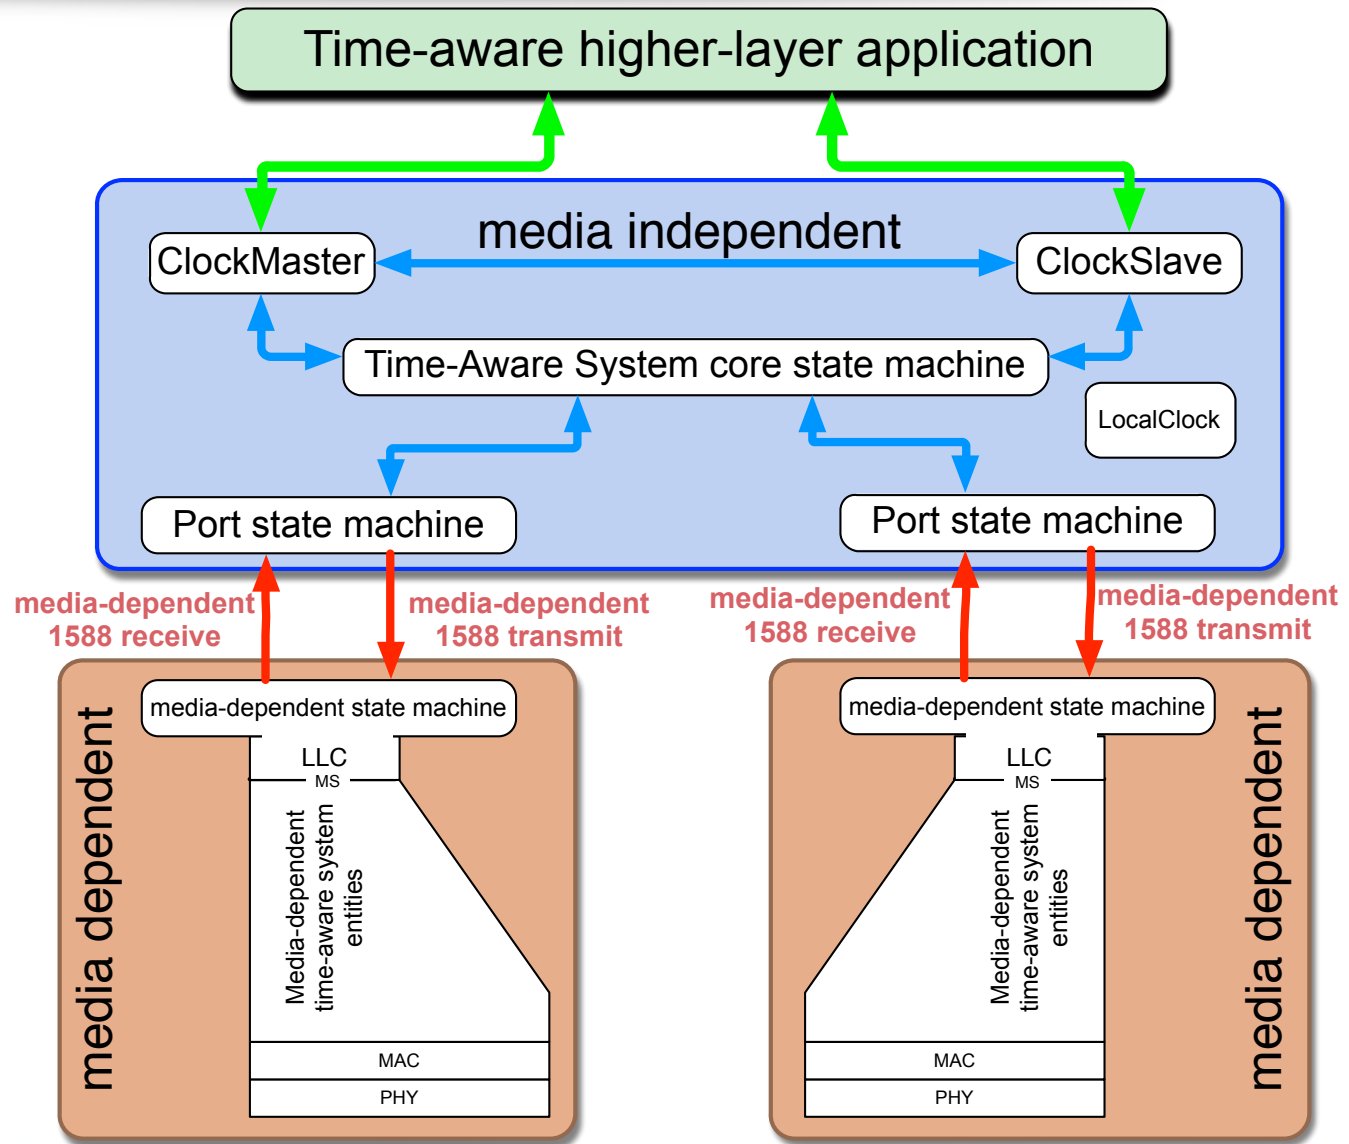 Time-aware higher-layer application
media independent
ClockMaster
ClockSlave
Time-Aware System core state machine
LocalClock
Port state machine
Port state machine
media-dependent
1588 receive
media-dependent
1588 transmit
media-dependent
1588 receive
media-dependent
1588 transmit
media dependent
media-dependent state machine
LLC
MS
Media-dependent
time-aware system
entities
MAC
PHY
media-dependent state machine
LLC
MS
Media-dependent
time-aware system
entities
MAC
PHY
media dependent